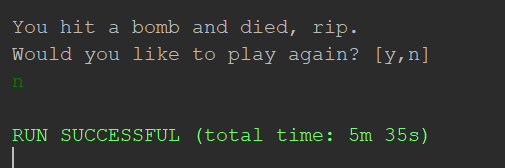 You hit a bomb and died, rip.
Would you like to play again? [y,n]
n
RUN SUCCESSFUL (total time: 5m 35s)